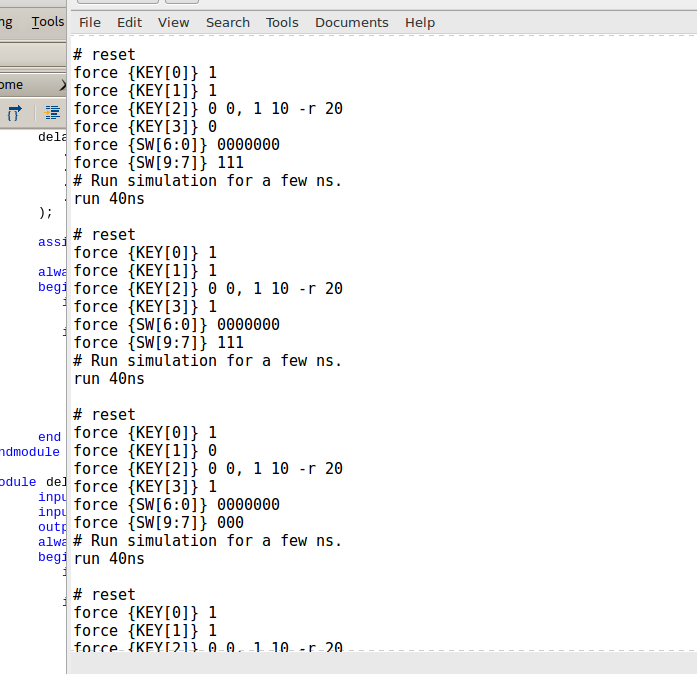 File Edit View Search Tools Documents Help
Tools
# reset
force {KEY[0]} 1
force {KEY[1]} 1
force {KEY[2]} 0 0, 1 10 -r 20
force {KEY[3]} 0
force {SW[6:0]} 0000000
force {SW[9:7]} 111
# Run simulation for a few ns.
run 40ns
# reset
force {KEY[0]} 1
force {KEY[1]} 1
force {KEY[2]} 0 0, 1 10 -r 20
force {KEY[3]} 1
force {SW[6:0]} 0000000
force {SW[9:7]} 111
# Run simulation for a few ns.
run 40ns
# reset
force {KEY[0]} 1
force {KEY[1]} 0
force {KEY[2]} 0 0, 1 10 -r 20
force {KEY[3]} 1
force {SW[6:0]} 0000000
force {SW[9:7]} 000
# Run simulation for a few ns.
run 40ns
# reset
force {KEY[0]} 1
force {KEY[1]} 1
force {KEY[2]} 0 0, 1 10 -r 20
ng
ome
dela
);
assi
alwa
begi
end
ndmodule
odule del
inpu
inpu
outp
alwa
begi